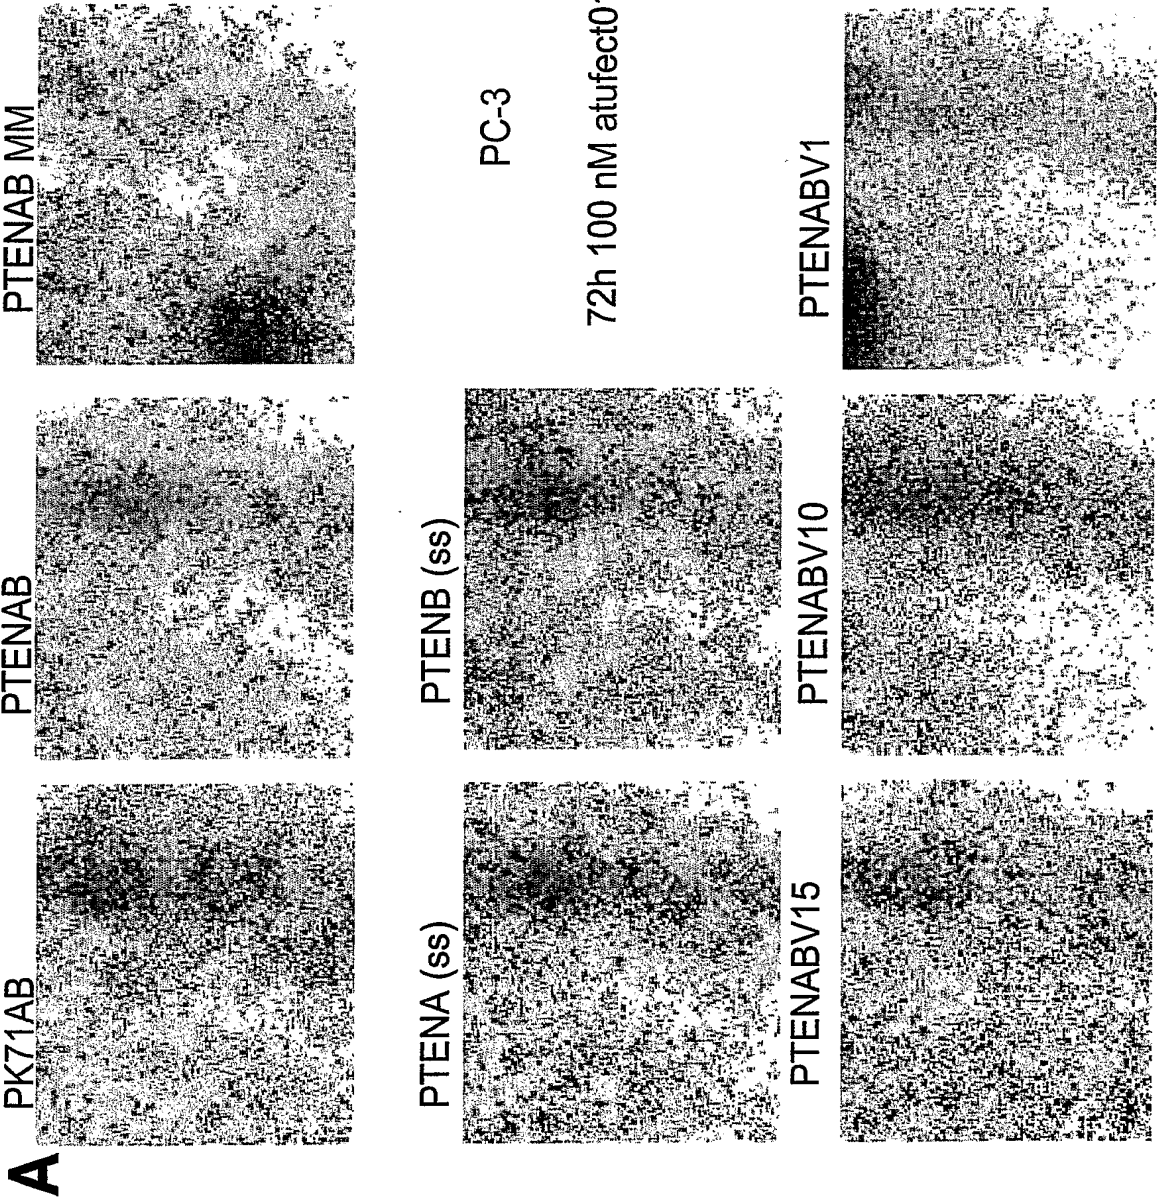 A
PK71AB
PTENAB
PTENAB MM
PTENA (ss)
PTENB (ss)
PC-3
72h 100 nM atufect01
PTENABV15
PTENABV10
PTENABV1